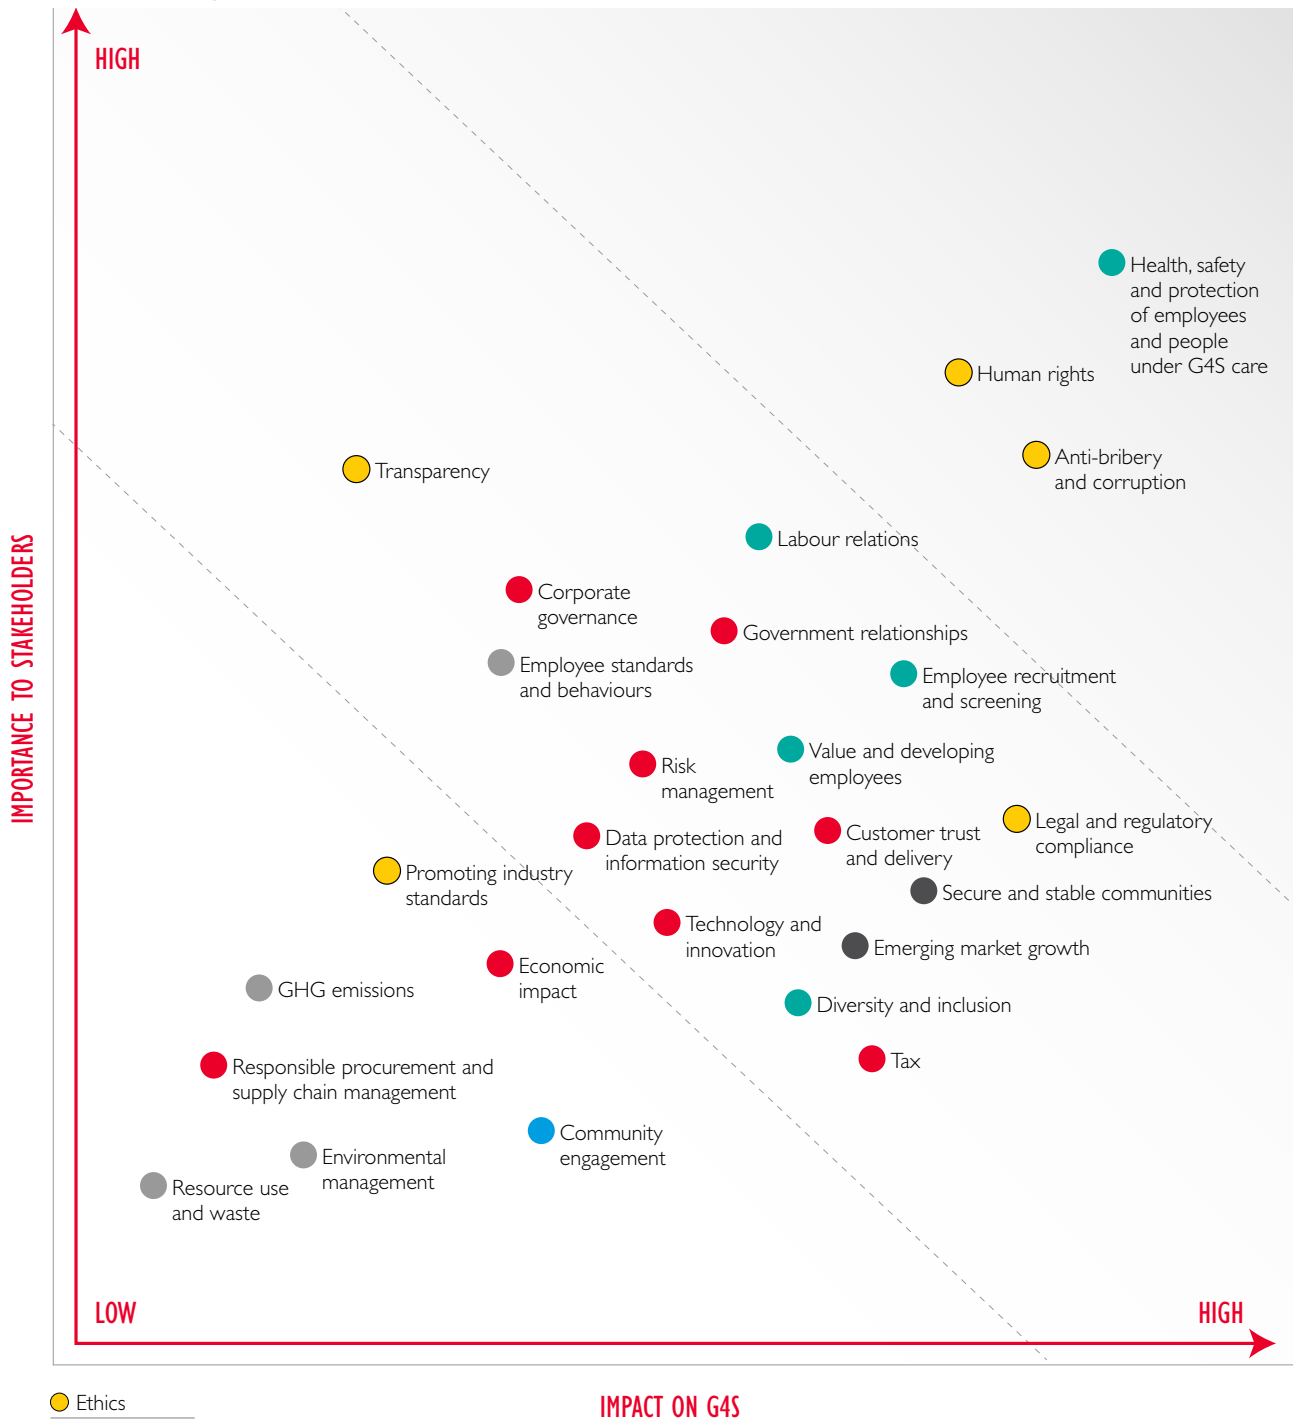 HIGH
Health, safety
and protection
of employees
and people
under G4S care
Human rights
Anti-bribery
and corruption
Transparency
Labour relations
Corporate
governance
Government relationships
Employee standards
and behaviours
Employee recruitment
and screening
Value and developing
employees
Risk
management
Legal and regulatory
compliance
Customer trust
and delivery
Data protection and
information security
Promoting industry
standards
Secure and stable communities
Technology and
innovation
Emerging market growth
Economic
impact
GHG emissions
Diversity and inclusion
Tax
Responsible procurement and
supply chain management
Community
engagement
Environmental
management
Resource use
and waste
IMPORTANCE TO STAKEHOLDERS
LOW
HIGH
Ethics
IMPACT ON G4S